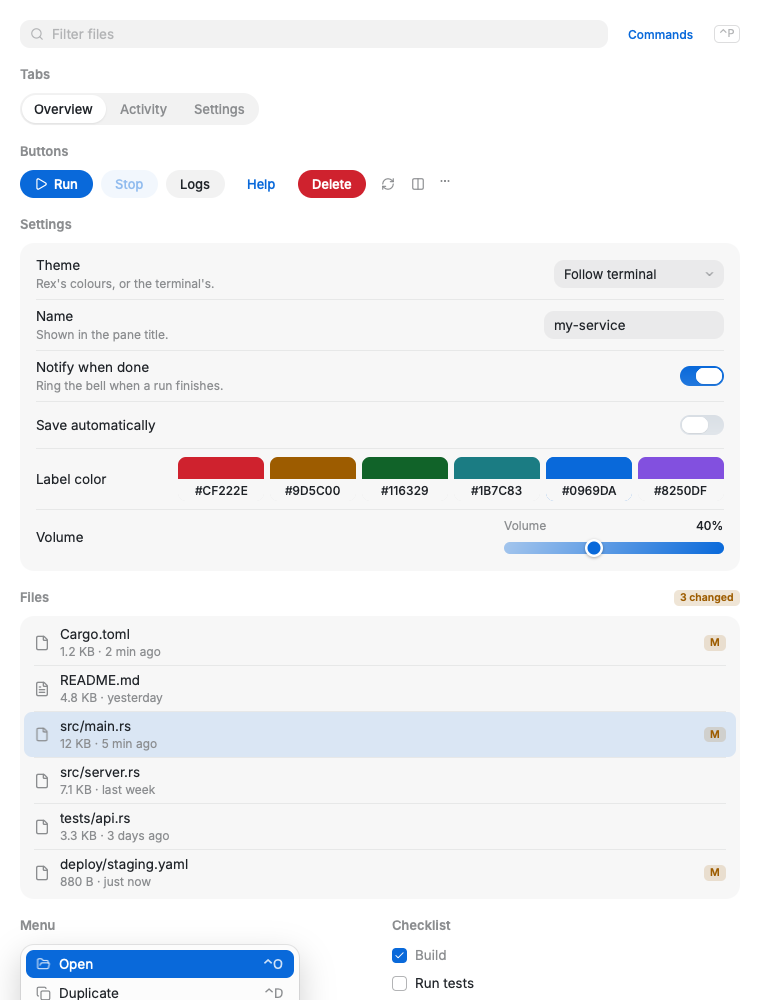 Filter files
Commands
^P
Tabs
Overview Activity Settings
Buttons
Run Stop Logs Help Delete ···
Settings
Theme
Rex's colours, or the terminal's.
Follow terminal
Name
Shown in the pane title.
my-service
Notify when done
Ring the bell when a run finishes.
Save automatically
Label color
#CF222E #9D5C00 #116329 #1B7C83 #0969DA #8250DF
Volume
Volume 40%
Files
3 changed
Cargo.toml
1.2 KB · 2 min ago
M
README.md
4.8 KB · yesterday
src/main.rs
12 KB · 5 min ago
M
src/server.rs
7.1 KB · last week
tests/api.rs
3.3 KB · 3 days ago
deploy/staging.yaml
880 B · just now
M
Menu
Open ^O
Duplicate ^D
Checklist
Build
Run tests